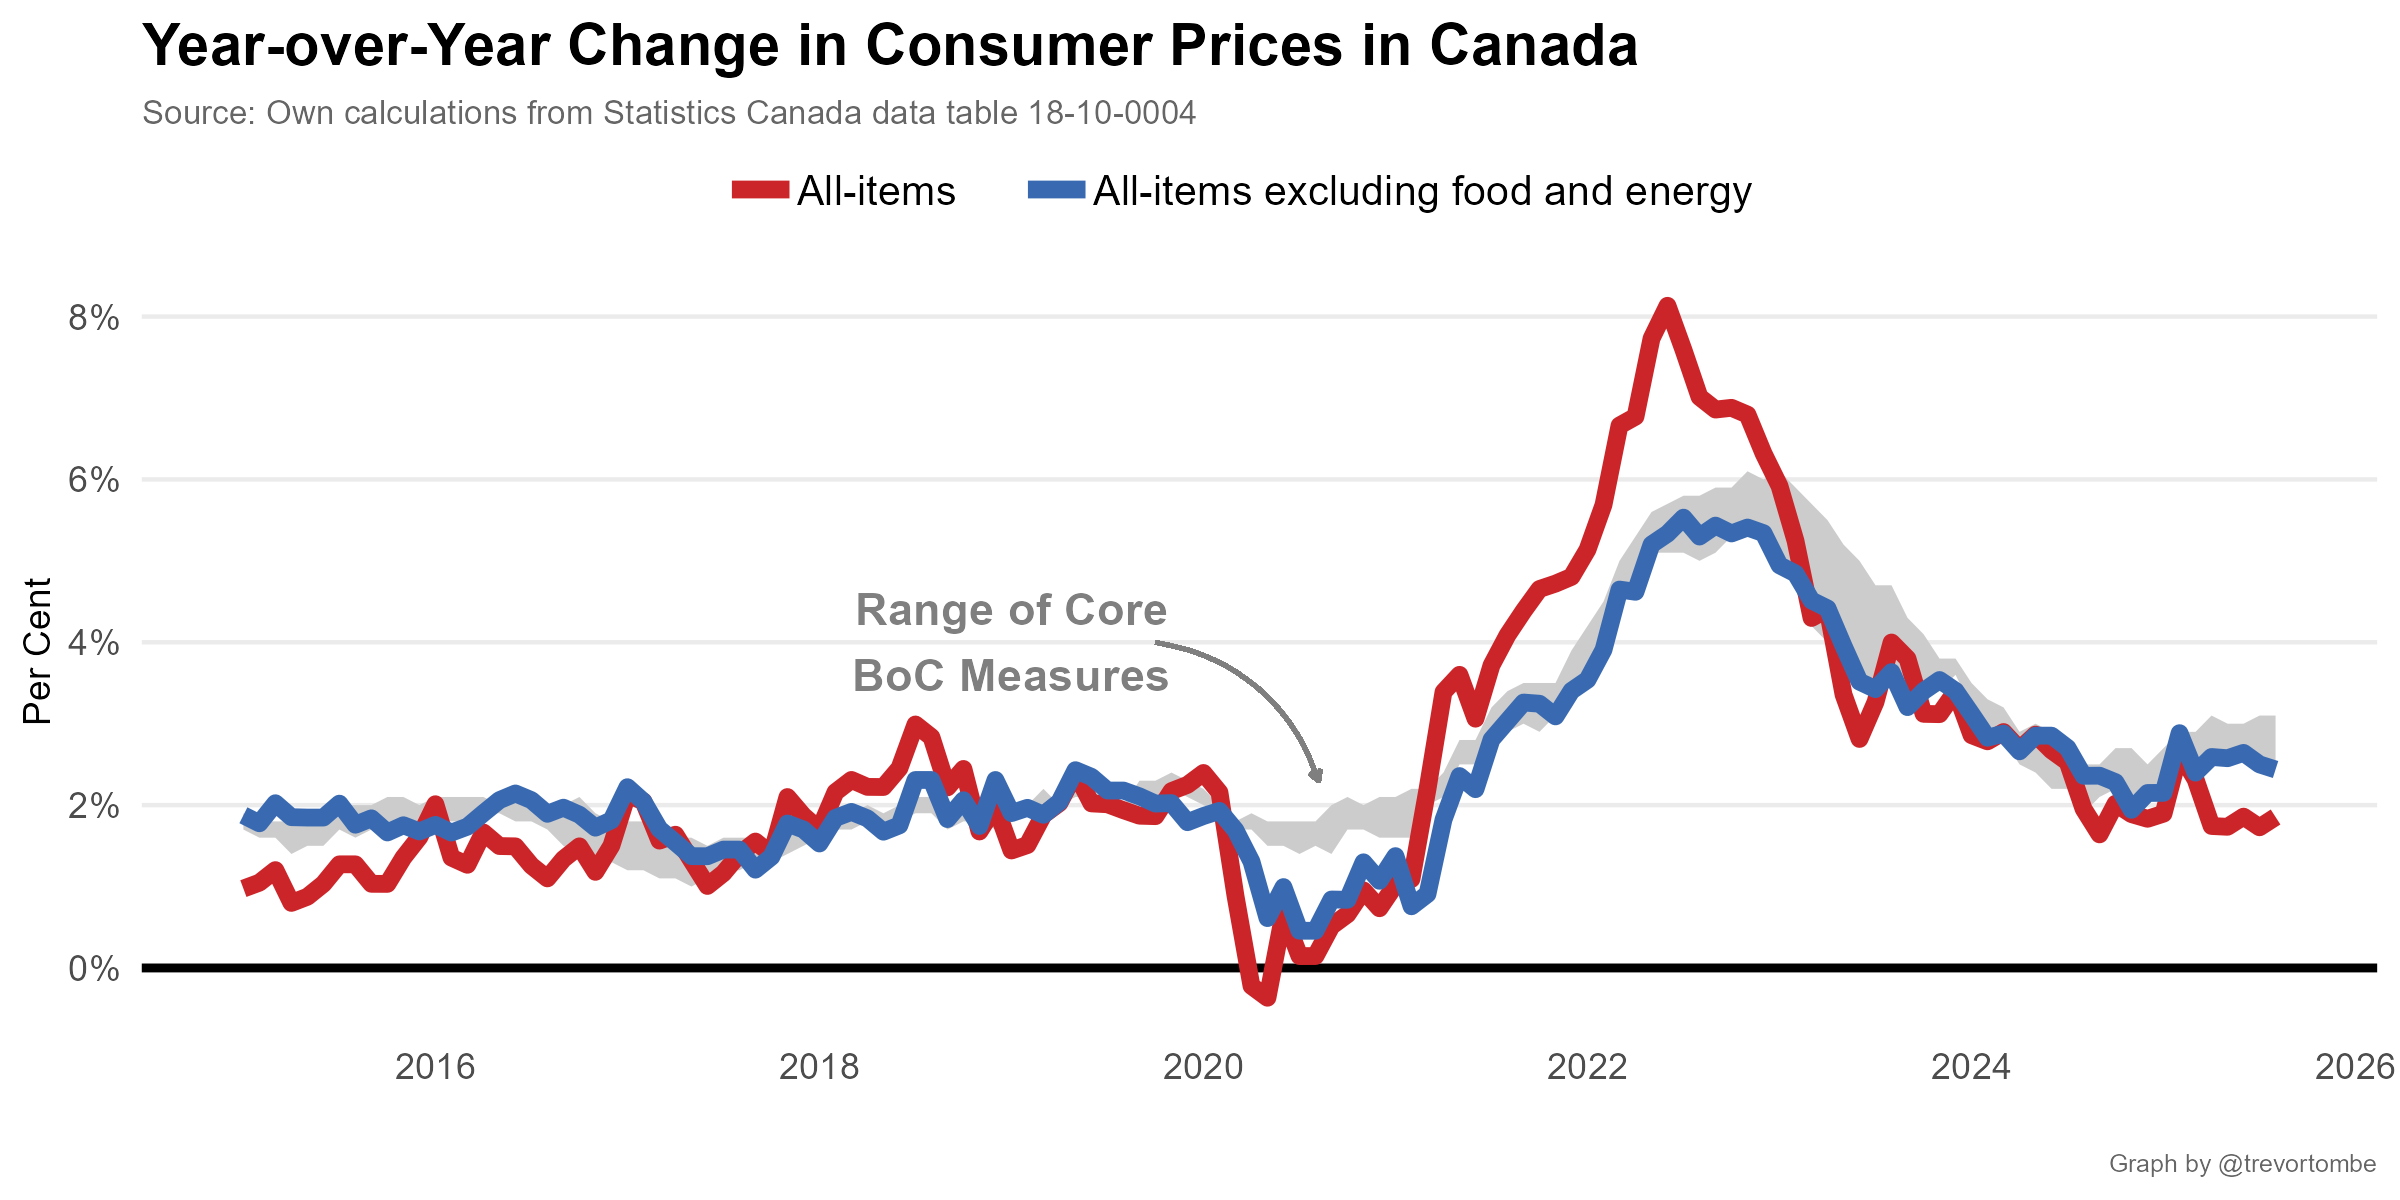 Year-over-Year Change in Consumer Prices in Canada
Source: Own calculations from Statistics Canada data table 18-10-0004
All-items
All-items excluding food and energy
8%
6%
4%
2%
0%
Per Cent
Range of Core
BoC Measures
2016
2018
2020
2022
2024
2026
Graph by @trevortombe